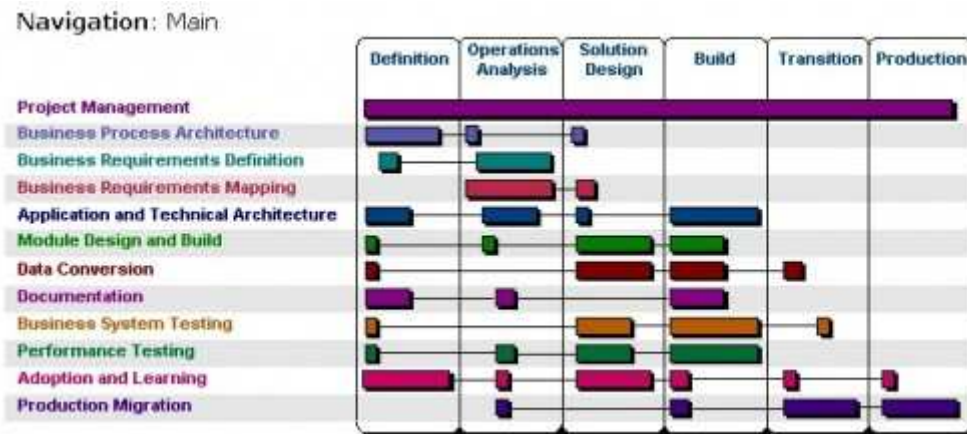 Navigation: Main
Definition
Operations
Analysis
Solution
Design
Build
Transition
Production
Project Management
Business Process Architecture
Business Requirements Definition
Business Requirements Mapping
Application and Technical Architecture
Module Design and Build
Data Conversion
Documentation
Business System Testing
Performance Testing
Adoption and Learning
Production Migration